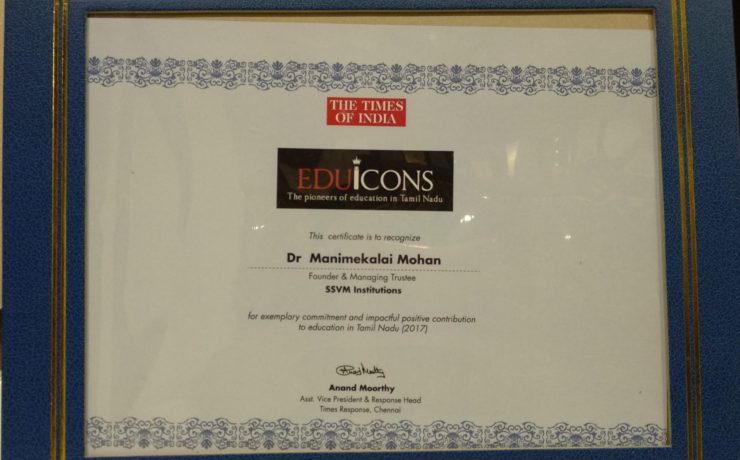 THE TIMES
OF INDIA
EDUICONS
The pioneers of education in Tamil Nadu
This certificate is to recognize
Dr Manimekalai Mohan
Founder & Managing Trustee
SSVM Institutions
for exemplary commitment and impactful positive contribution
to education in Tamil Nadu (2017)
Anand Moorthy
Asst. Vice President & Response Head
Times Response, Chennai